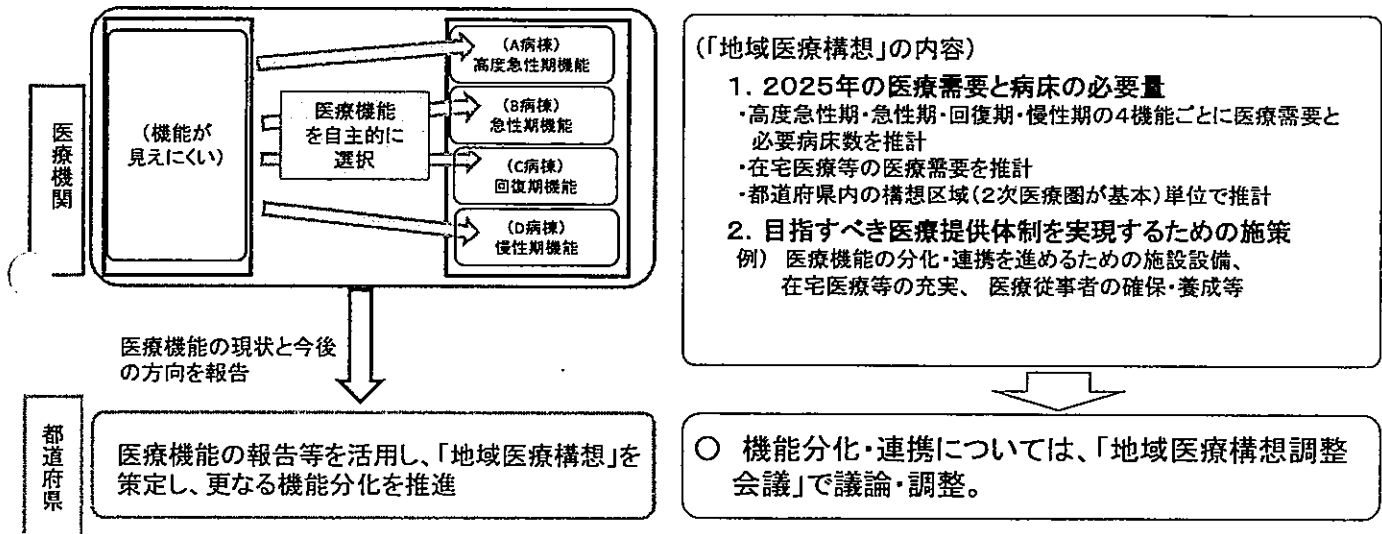 医療機関
(機能が
見えにくい)
医療機能
を自主的に
選択
(A病棟)
高度急性期機能
(B病棟)
急性期機能
(C病棟)
回復期機能
(D病棟)
慢性期機能
医療機能の現状と今後
の方向を報告
都道府県
医療機能の報告等を活用し、「地域医療構想」を
策定し、更なる機能分化を推進
(「地域医療構想」の内容)
1. 2025年の医療需要と病床の必要量
・高度急性期・急性期・回復期・慢性期の4機能ごとに医療需要と
必要病床数を推計
・在宅医療等の医療需要を推計
・都道府県内の構想区域(2次医療圏が基本)単位で推計
2. 目指すべき医療提供体制を実現するための施策
例) 医療機能の分化・連携を進めるための施設設備、
在宅医療等の充実、 医療従事者の確保・養成等
○ 機能分化・連携については、「地域医療構想調整
会議」で議論・調整。